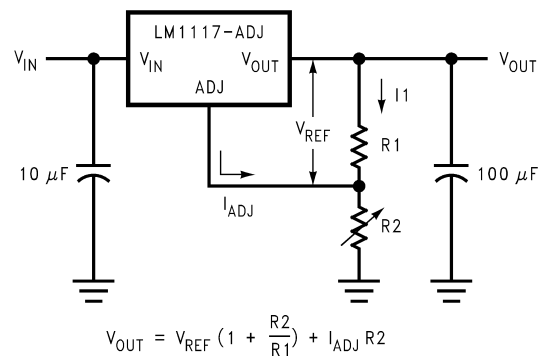 LM1117-ADJ
V_IN
V_IN
V_OUT
V_OUT
ADJ
I1
V_REF
R1
10 µF
100 µF
I_ADJ
R2
V_OUT = V_REF (1 + R2/R1) + I_ADJ R2